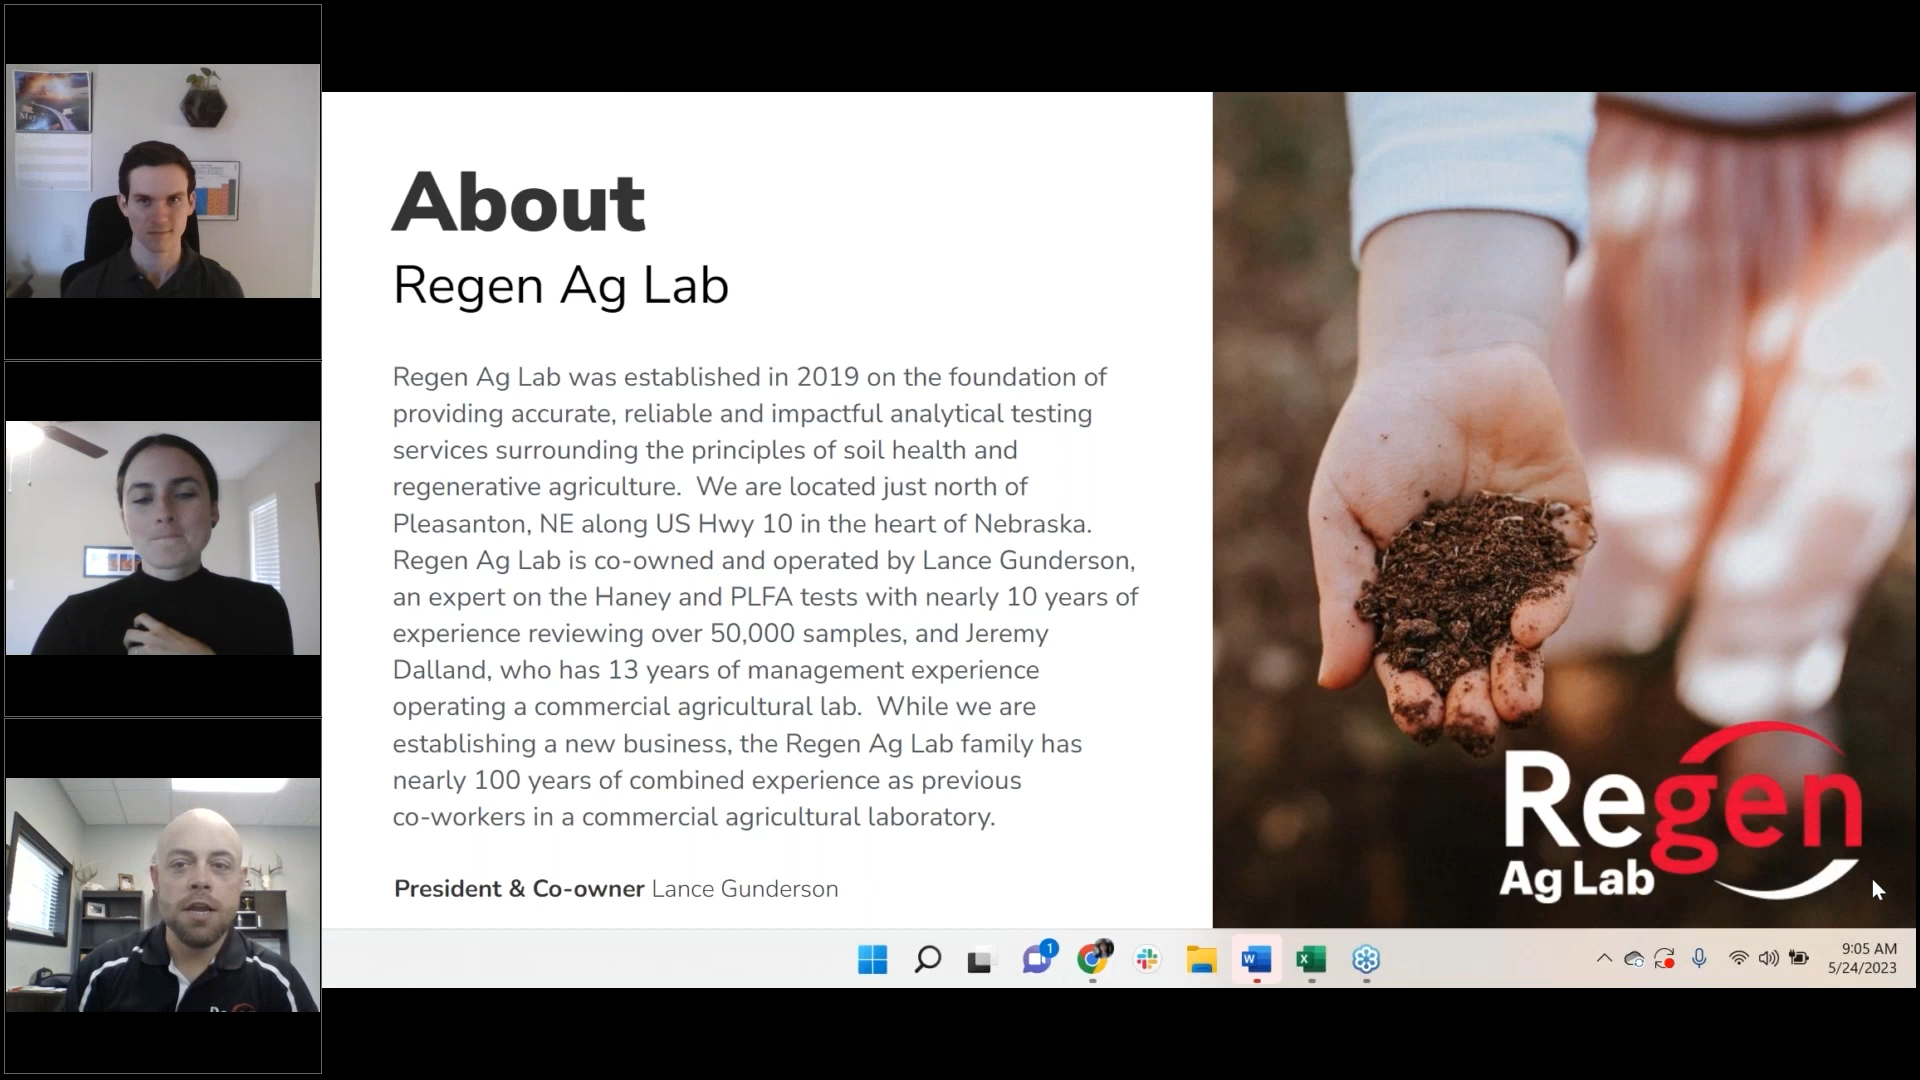 May
About
Regen Ag Lab
Regen Ag Lab was established in 2019 on the foundation of
providing accurate, reliable and impactful analytical testing
services surrounding the principles of soil health and
regenerative agriculture.  We are located just north of
Pleasanton, NE along US Hwy 10 in the heart of Nebraska.
Regen Ag Lab is co-owned and operated by Lance Gunderson,
an expert on the Haney and PLFA tests with nearly 10 years of
experience reviewing over 50,000 samples, and Jeremy
Dalland, who has 13 years of management experience
operating a commercial agricultural lab.  While we are
establishing a new business, the Regen Ag Lab family has
nearly 100 years of combined experience as previous
co-workers in a commercial agricultural laboratory.
President & Co-owner Lance Gunderson
Regen
Ag Lab
1
W
X
9:05 AM
5/24/2023